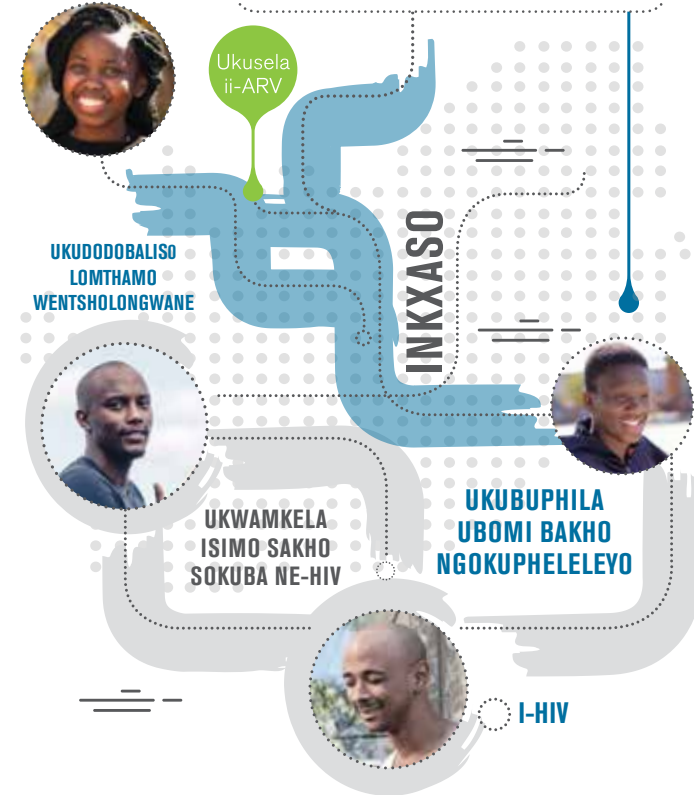 Ukusela
ii-ARV
INKXASO
UKUDODOBALISO
LOMTHAMO
WENTSHOLONGWANE
UKWAMKELA
ISIMO SAKHO
SOKUBA NE-HIV
UKUBUPHILA
UBOMI BAKHO
NGOKUPHELELEYO
I-HIV